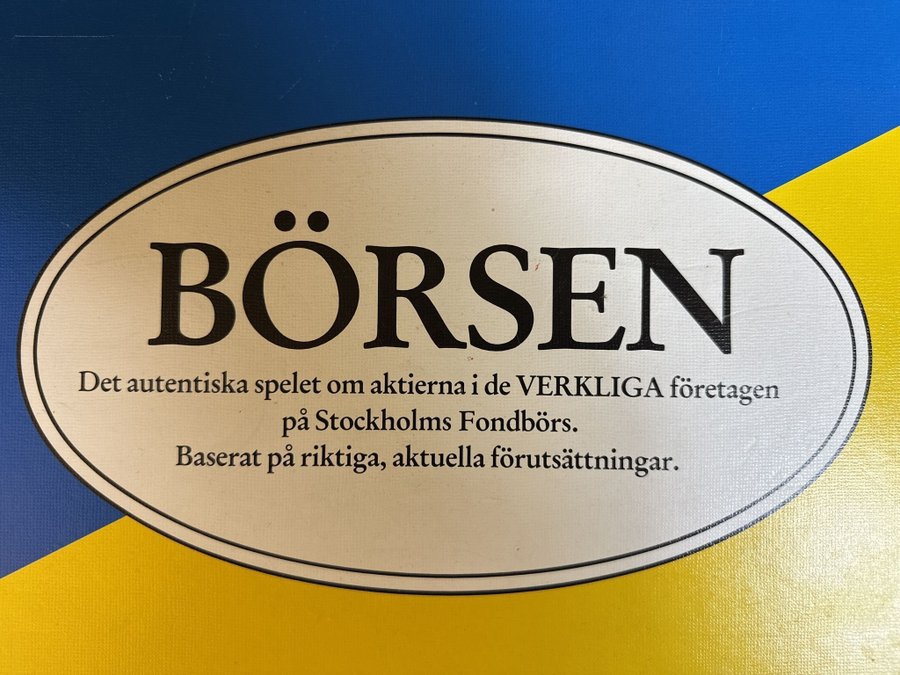 BÖRSEN
Det autentiska spelet om aktierna i de VERKLIGA företagen
på Stockholms Fondbörs.
Baserat på riktiga, aktuella förutsättningar.